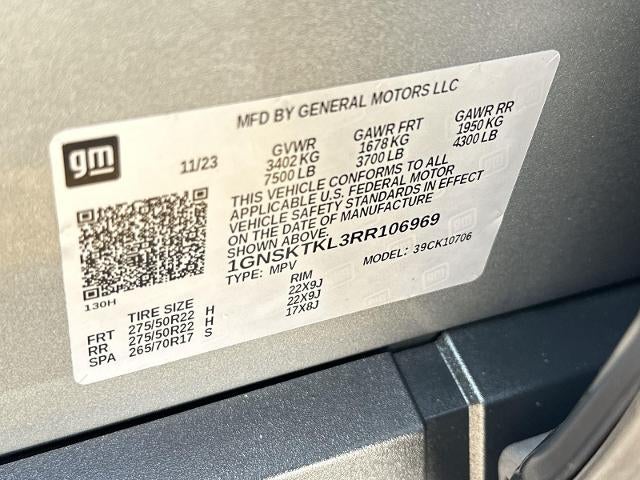 MFD BY GENERAL MOTORS LLC
gm
11/23
GVWR
3402 KG
7500 LB
GAWR FRT
1678 KG
3700 LB
GAWR RR
1950 KG
4300 LB
THIS VEHICLE CONFORMS TO ALL
APPLICABLE U.S. FEDERAL MOTOR
VEHICLE SAFETY STANDARDS IN EFFECT
ON THE DATE OF MANUFACTURE
1GNSKTKL3RR106969
TYPE: MPV
MODEL: 39CK10706
130H
TIRE SIZE RIM
FRT 275/50R22 H 22X9J
RR 275/50R22 H 22X9J
SPA 265/70R17 S 17X8J